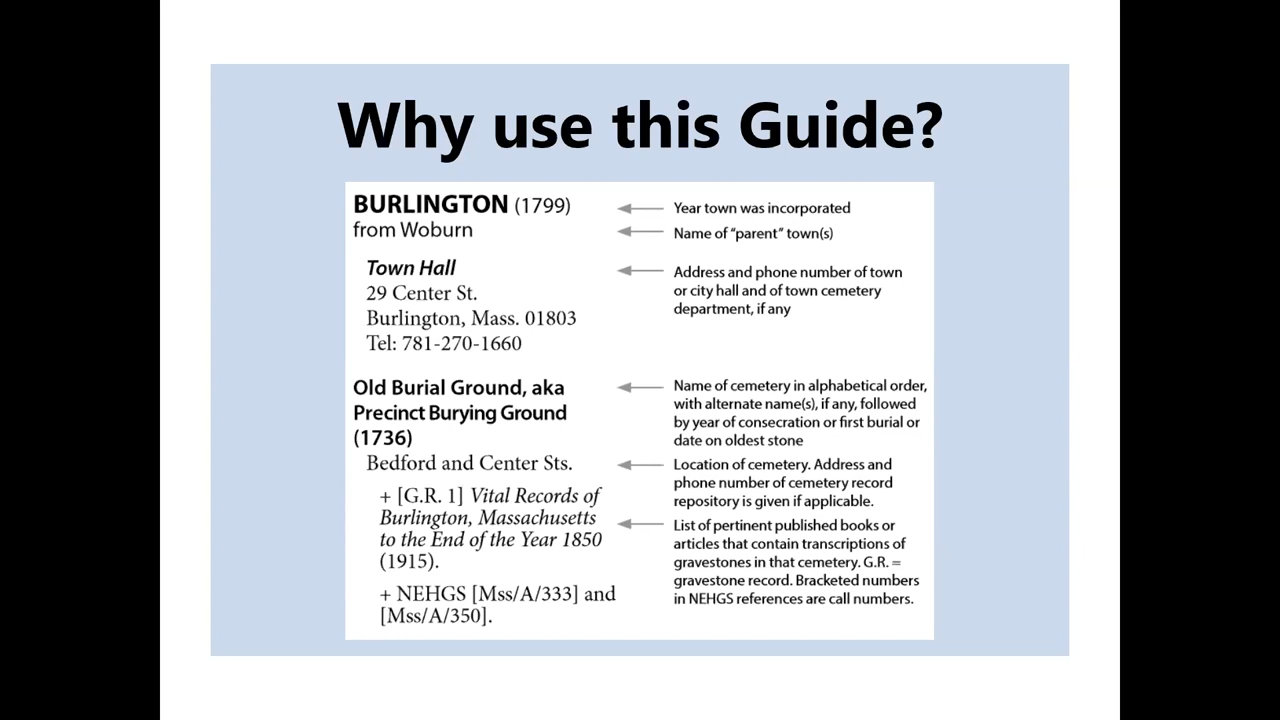 Why use this Guide?
BURLINGTON (1799)
from Woburn
Year town was incorporated
Name of “parent” town(s)
Town Hall
29 Center St.
Burlington, Mass. 01803
Tel: 781-270-1660
Address and phone number of town
or city hall and of town cemetery
department, if any
Old Burial Ground, aka
Precinct Burying Ground
(1736)
Name of cemetery in alphabetical order,
with alternate name(s), if any, followed
by year of consecration or first burial or
date on oldest stone
Bedford and Center Sts.
Location of cemetery. Address and
phone number of cemetery record
repository is given if applicable.
+ [G.R. 1] Vital Records of
Burlington, Massachusetts
to the End of the Year 1850
(1915).
+ NEHGS [Mss/A/333] and
[Mss/A/350].
List of pertinent published books or
articles that contain transcriptions of
gravestones in that cemetery. G.R. =
gravestone record. Bracketed numbers
in NEHGS references are call numbers.